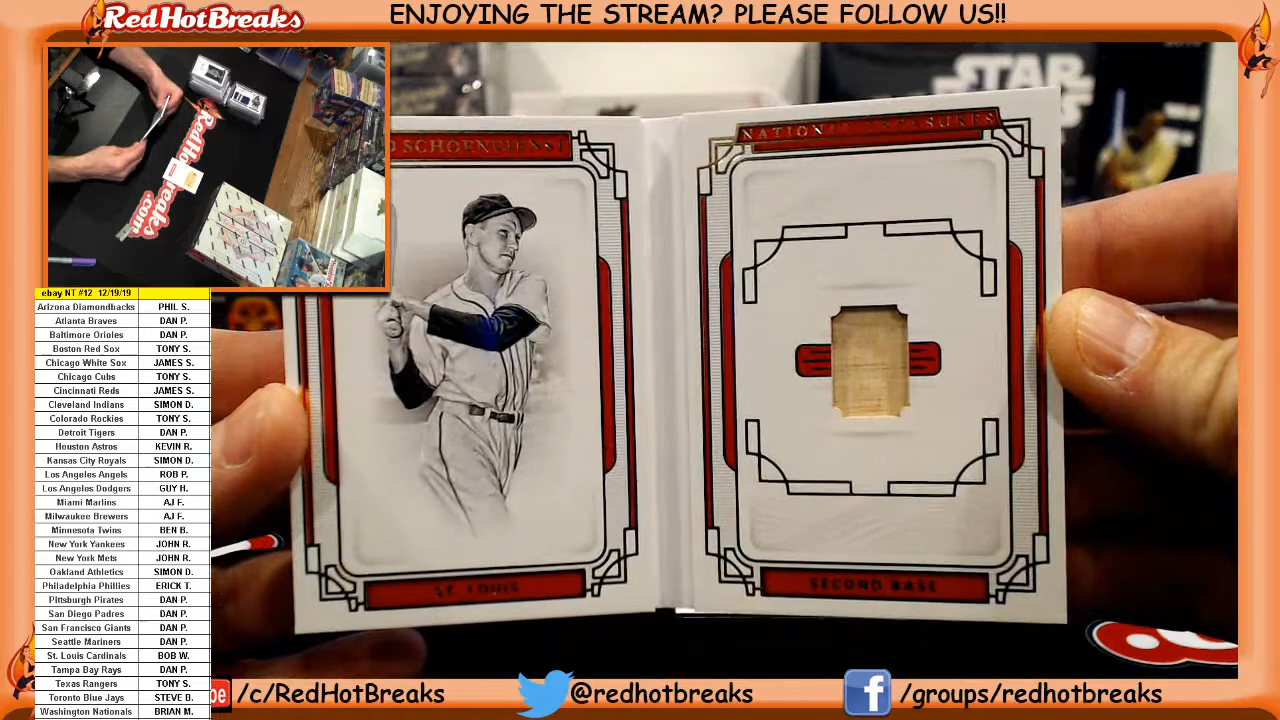 RedHotBreaks
ENJOYING THE STREAM? PLEASE FOLLOW US!!
STAR
SCHOENDIENST
NATIONAL TREASURES
RedHotBreaks.com
ebay NT #12 12/19/19
Arizona Diamondbacks PHIL S.
Atlanta Braves DAN P.
Baltimore Orioles DAN P.
Boston Red Sox TONY S.
Chicago White Sox JAMES S.
Chicago Cubs TONY S.
Cincinnati Reds JAMES S.
Cleveland Indians SIMON D.
Colorado Rockies TONY S.
Detroit Tigers DAN P.
Houston Astros KEVIN R.
Kansas City Royals SIMON D.
Los Angeles Angels ROB P.
Los Angeles Dodgers GUY H.
Miami Marlins AJ F.
Milwaukee Brewers AJ F.
Minnesota Twins BEN B.
New York Yankees JOHN R.
New York Mets JOHN R.
Oakland Athletics SIMON D.
Philadelphia Phillies ERICK T.
Pittsburgh Pirates DAN P.
San Diego Padres DAN P.
San Francisco Giants DAN P.
Seattle Mariners DAN P.
St. Louis Cardinals BOB W.
Tampa Bay Rays DAN P.
Texas Rangers TONY S.
Toronto Blue Jays STEVE B.
Washington Nationals BRIAN M.
ST. LOUIS
SECOND BASE
/c/RedHotBreaks
@redhotbreaks
/groups/redhotbreaks